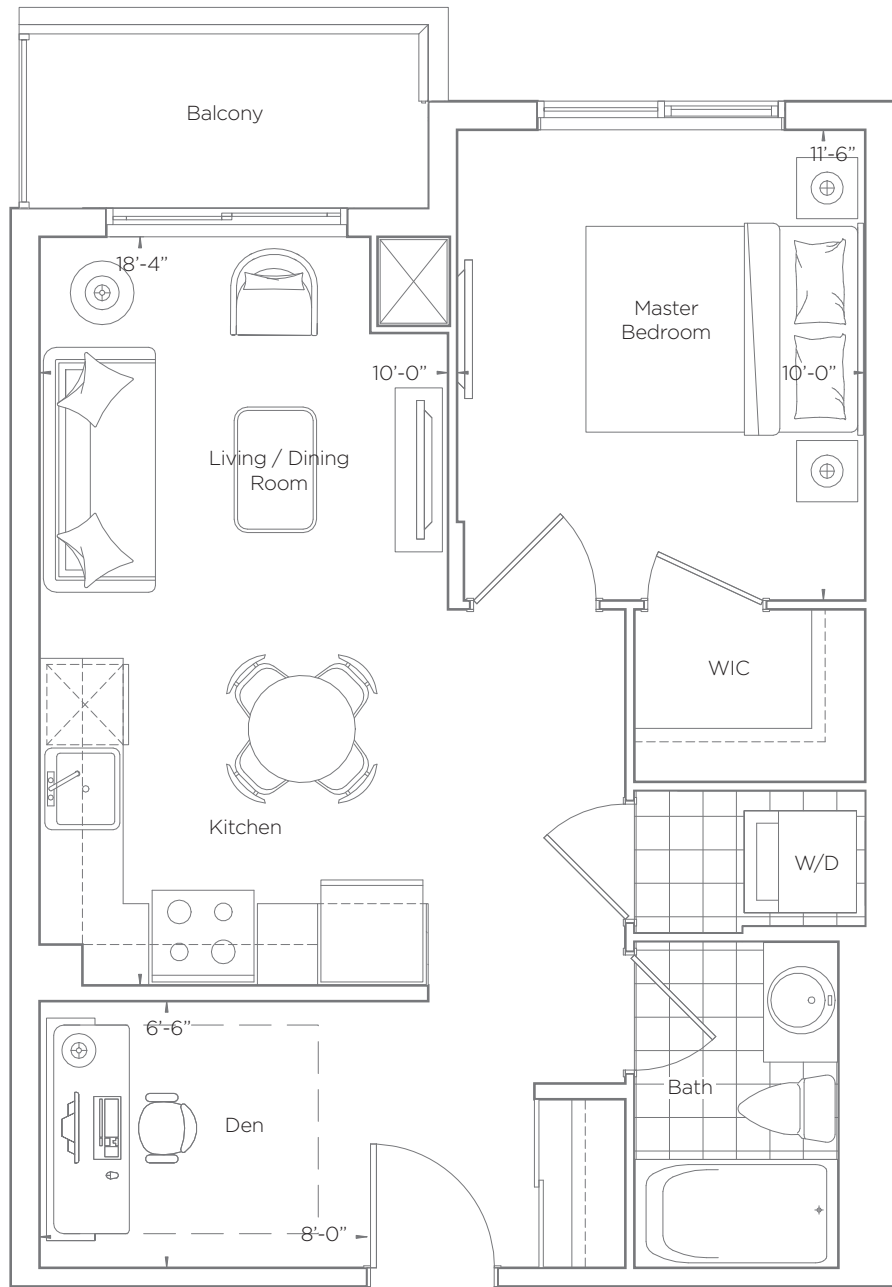 Balcony
11'-6"
18'-4"
Master
Bedroom
10'-0"
10'-0"
Living / Dining
Room
WIC
Kitchen
W/D
6'-6"
Bath
Den
8'-0"